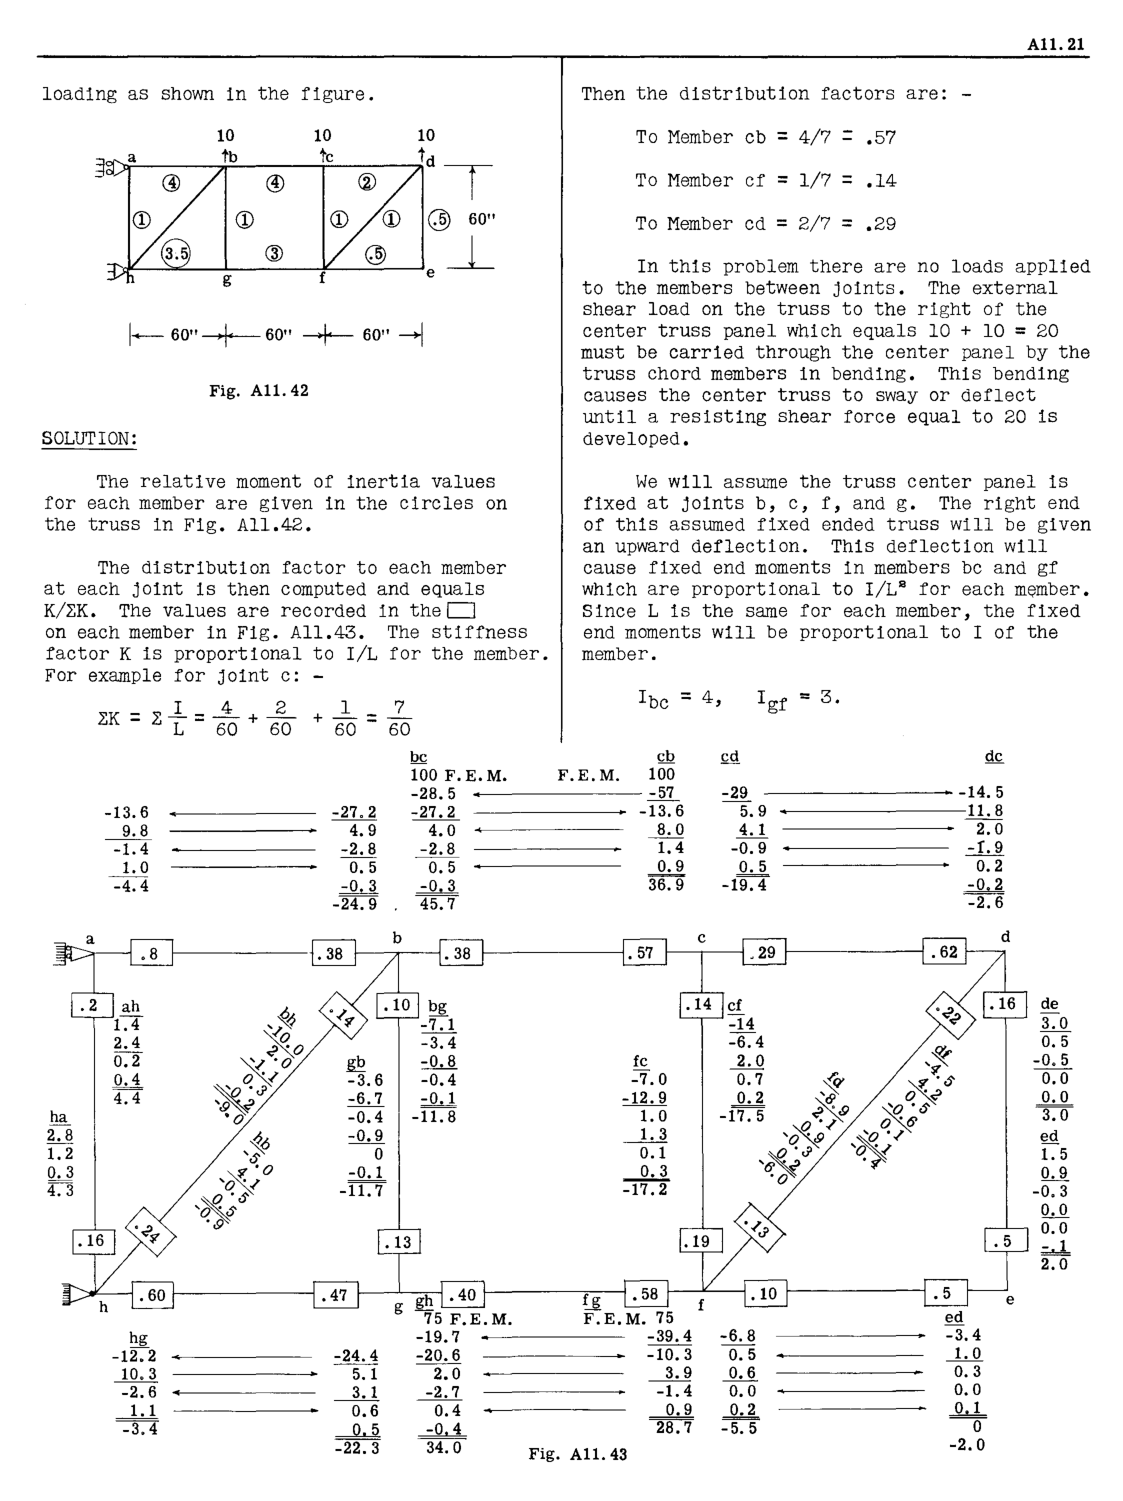 A11.21
loading as shown in the figure.
10 10 10
a b c d
④ ④ ②
① ① ① ① .5 60"
3.5 ③ .5
h g f e
60" 60" 60"
Fig. A11.42
SOLUTION:
The relative moment of inertia values
for each member are given in the circles on
the truss in Fig. A11.42.
The distribution factor to each member
at each joint is then computed and equals
K/ΣK. The values are recorded in the
on each member in Fig. A11.43. The stiffness
factor K is proportional to I/L for the member.
For example for joint c: -
ΣK = Σ I/L = 4/60 + 2/60 + 1/60 = 7/60
Then the distribution factors are: -
To Member cb = 4/7 = .57
To Member cf = 1/7 = .14
To Member cd = 2/7 = .29
In this problem there are no loads applied
to the members between joints. The external
shear load on the truss to the right of the
center truss panel which equals 10 + 10 = 20
must be carried through the center panel by the
truss chord members in bending. This bending
causes the center truss to sway or deflect
until a resisting shear force equal to 20 is
developed.
We will assume the truss center panel is
fixed at joints b, c, f, and g. The right end
of this assumed fixed ended truss will be given
an upward deflection. This deflection will
cause fixed end moments in members bc and gf
which are proportional to I/L² for each member.
Since L is the same for each member, the fixed
end moments will be proportional to I of the
member.
Ibc = 4, Igf = 3.
bc cb cd dc
100 F.E.M. F.E.M. 100
-28.5 -57 -29 -14.5
-13.6 -27.2 -27.2 -13.6 5.9 11.8
9.8 4.9 4.0 8.0 4.1 2.0
-1.4 -2.8 -2.8 1.4 -0.9 -1.9
1.0 0.5 0.5 0.9 0.5 0.2
-4.4 -0.3 -0.3 36.9 -19.4 -0.2
-24.9 45.7 -2.6
a b c d
.8 .38 .38 .57 .29 .62
.2 .14 .10 .14 .22 .16
ah
1.4
2.4
0.2
0.4
4.4
ha
2.8
1.2
0.3
4.3
bh
-10.0
2.0
-1.1
0.3
-0.2
-9.0
hb
-5.0
4.1
-0.5
0.5
-0.9
gb
-3.6
-6.7
-0.4
-0.9
0
-0.1
-11.7
bg
-7.1
-3.4
-0.8
-0.4
-0.1
-11.8
fc
-7.0
-12.9
1.0
1.3
0.1
0.3
-17.2
cf
-14
-6.4
2.0
0.7
0.2
-17.5
fd
-8.9
2.1
0.9
-0.3
0.2
-6.0
df
-4.5
4.2
0.5
-0.6
0.1
-0.1
-0.4
de
3.0
0.5
-0.5
0.0
0.0
3.0
ed
1.5
0.9
-0.3
0.0
0.0
-.1
2.0
.16 .24 .13 .19 .13 .5
.60 .47 .40 .58 .10 .5
h g f e
gh fg ed
75 F.E.M. F.E.M. 75
hg -19.7 -39.4 -6.8 -3.4
-12.2 -24.4 -20.6 -10.3 0.5 1.0
10.3 5.1 2.0 3.9 0.6 0.3
-2.6 3.1 -2.7 -1.4 0.0 0.0
1.1 0.6 0.4 0.9 0.2 0.1
-3.4 0.5 -0.4 28.7 -5.5 0
-22.3 34.0 -2.0
Fig. A11.43